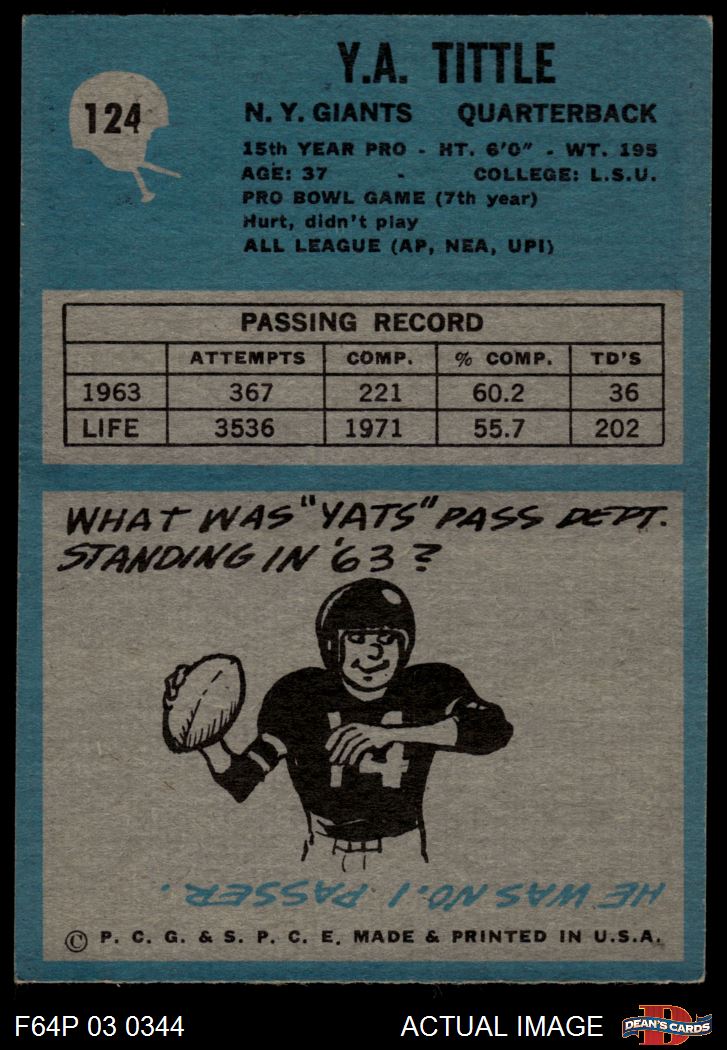 124
Y.A. TITTLE
N. Y. GIANTS QUARTERBACK
15th YEAR PRO - HT. 6'0" - WT. 195
AGE: 37 - COLLEGE: L.S.U.
PRO BOWL GAME (7th year)
Hurt, didn't play
ALL LEAGUE (AP, NEA, UPI)
PASSING RECORD
ATTEMPTS COMP. % COMP. TD'S
1963 367 221 60.2 36
LIFE 3536 1971 55.7 202
WHAT WAS "YATS" PASS DEPT.
STANDING IN '63?
14
HE WAS NO. 1 PASSER.
© P. C. G. & S. P. C. E. MADE & PRINTED IN U.S.A.
F64P 03 0344 ACTUAL IMAGE D DEAN'S CARDS